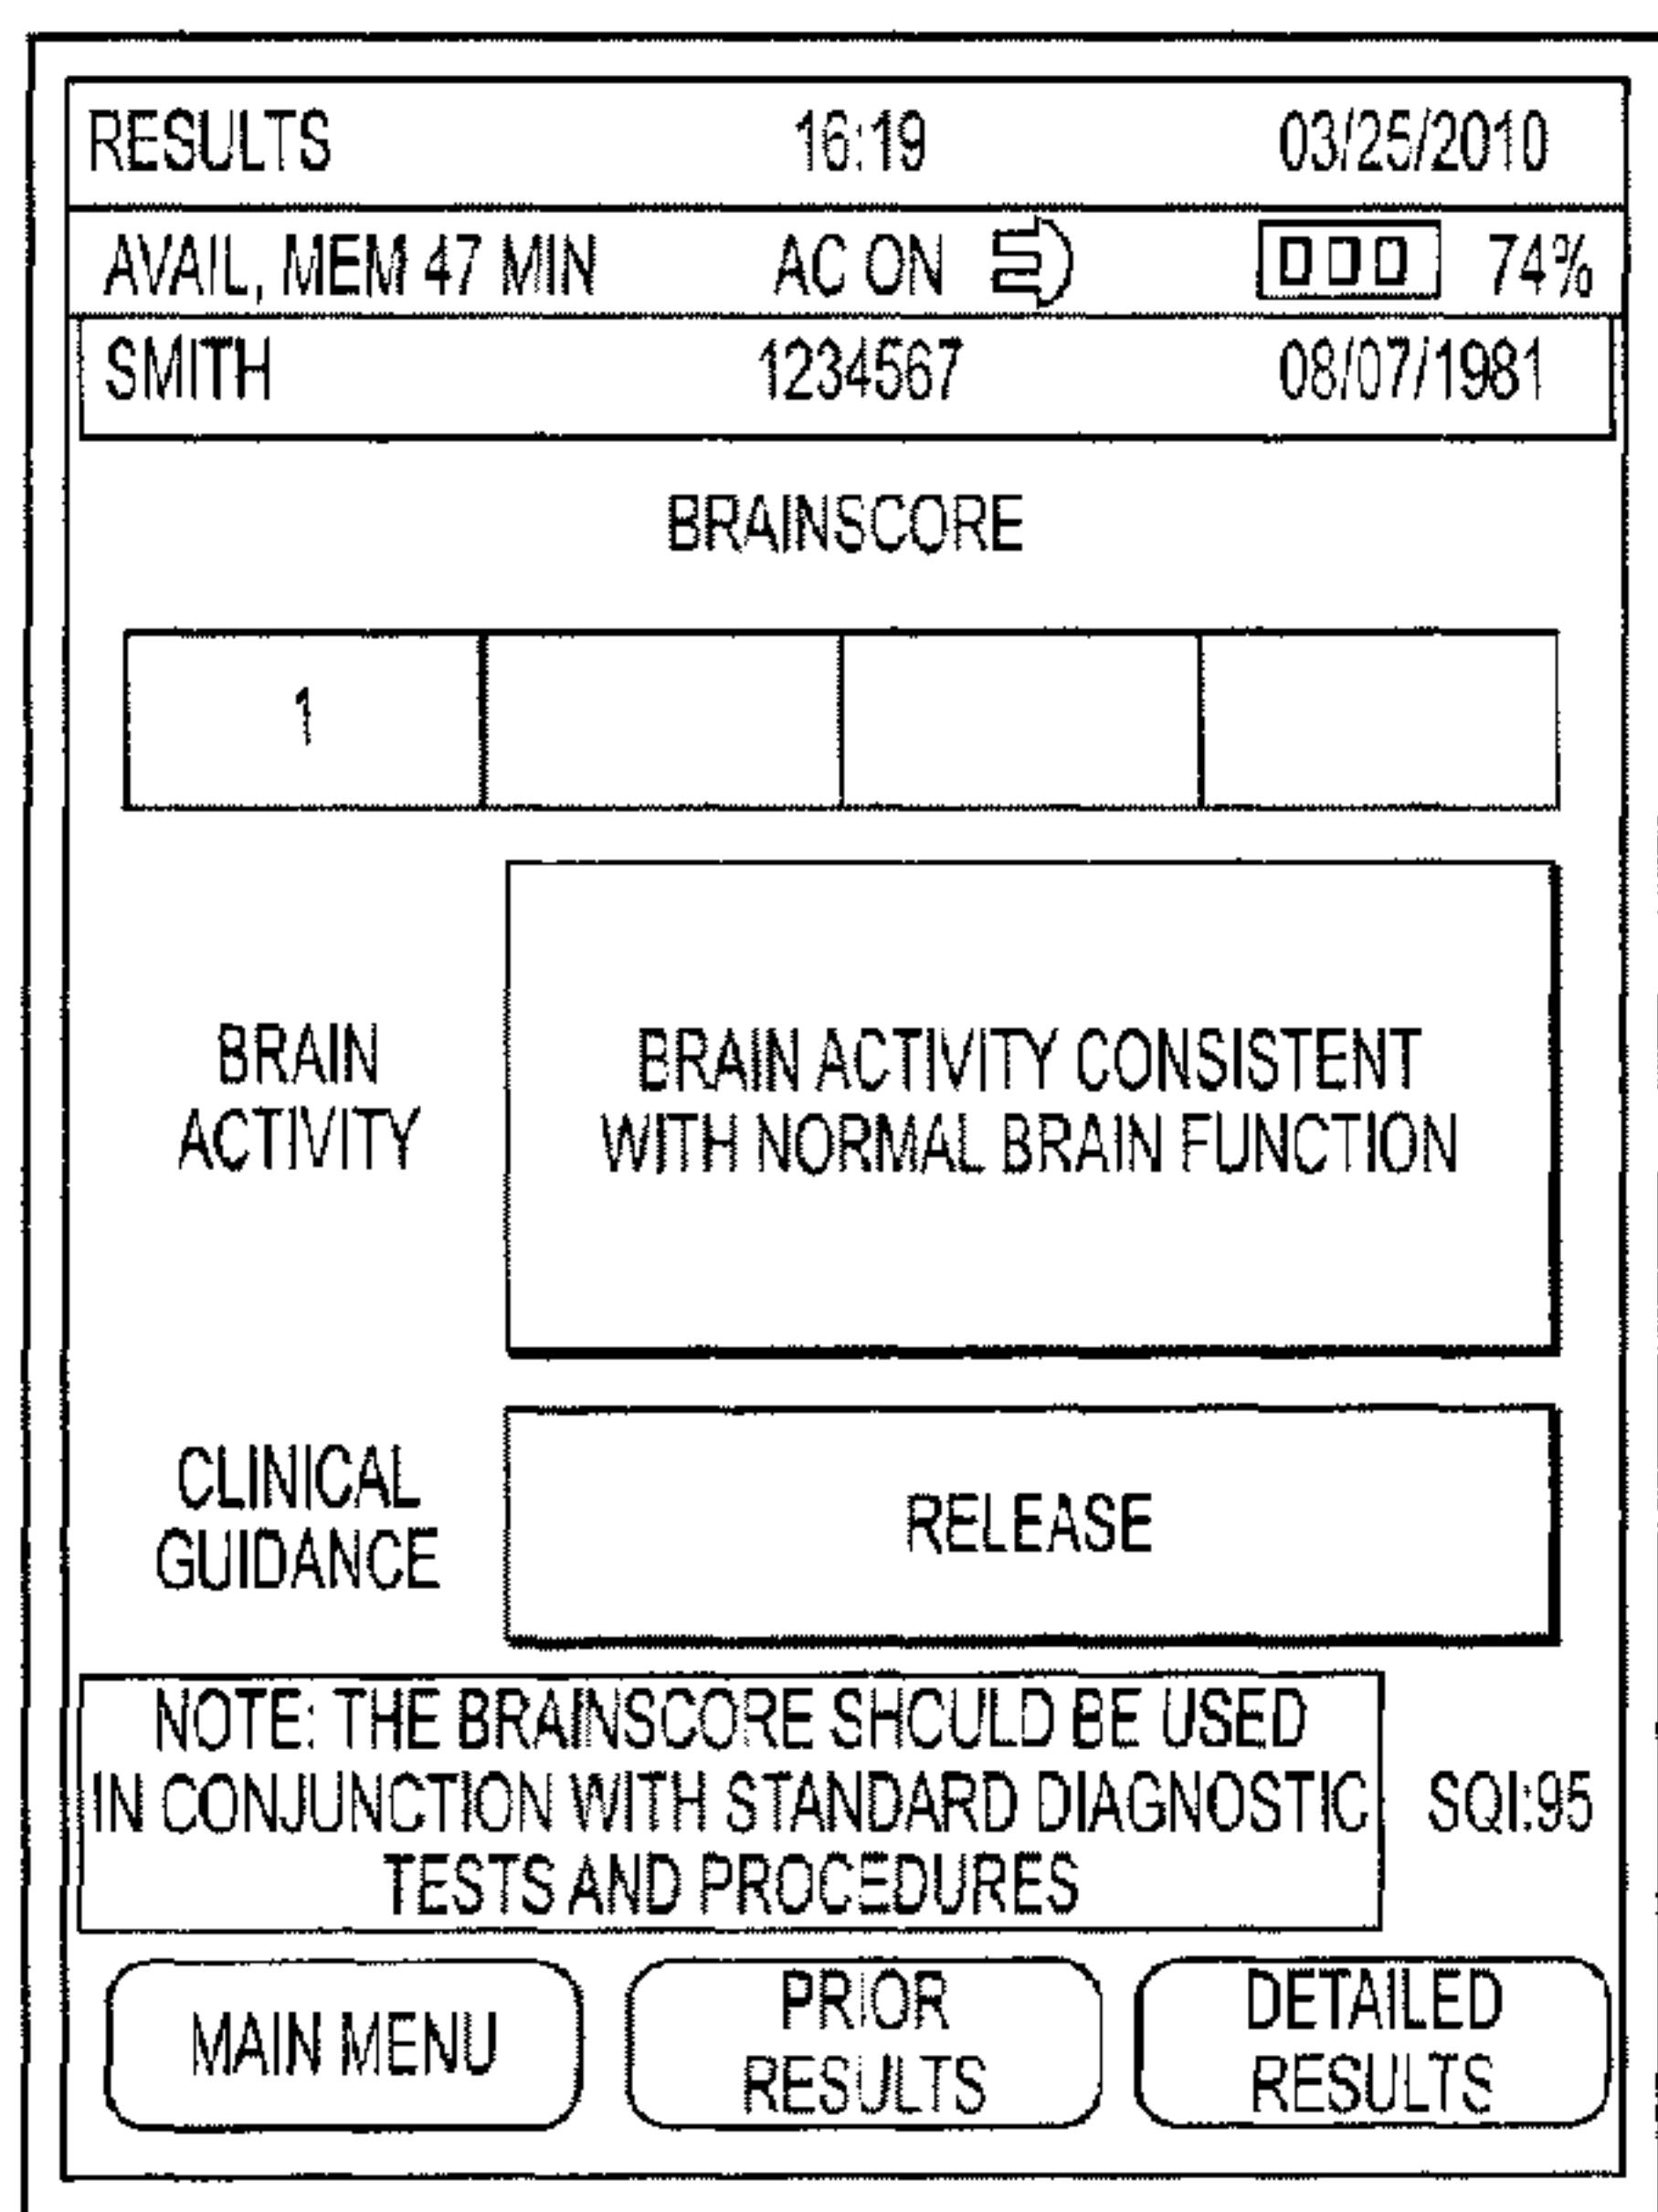 RESULTS 16:19 03/25/2010
AVAIL, MEM 47 MIN AC ON 74%
SMITH 1234567 08/07/1981
BRAINSCORE
1
BRAIN
ACTIVITY
BRAIN ACTIVITY CONSISTENT
WITH NORMAL BRAIN FUNCTION
CLINICAL
GUIDANCE
RELEASE
NOTE: THE BRAINSCORE SHOULD BE USED
IN CONJUNCTION WITH STANDARD DIAGNOSTIC
TESTS AND PROCEDURES
SQI:95
MAIN MENU
PRIOR
RESULTS
DETAILED
RESULTS